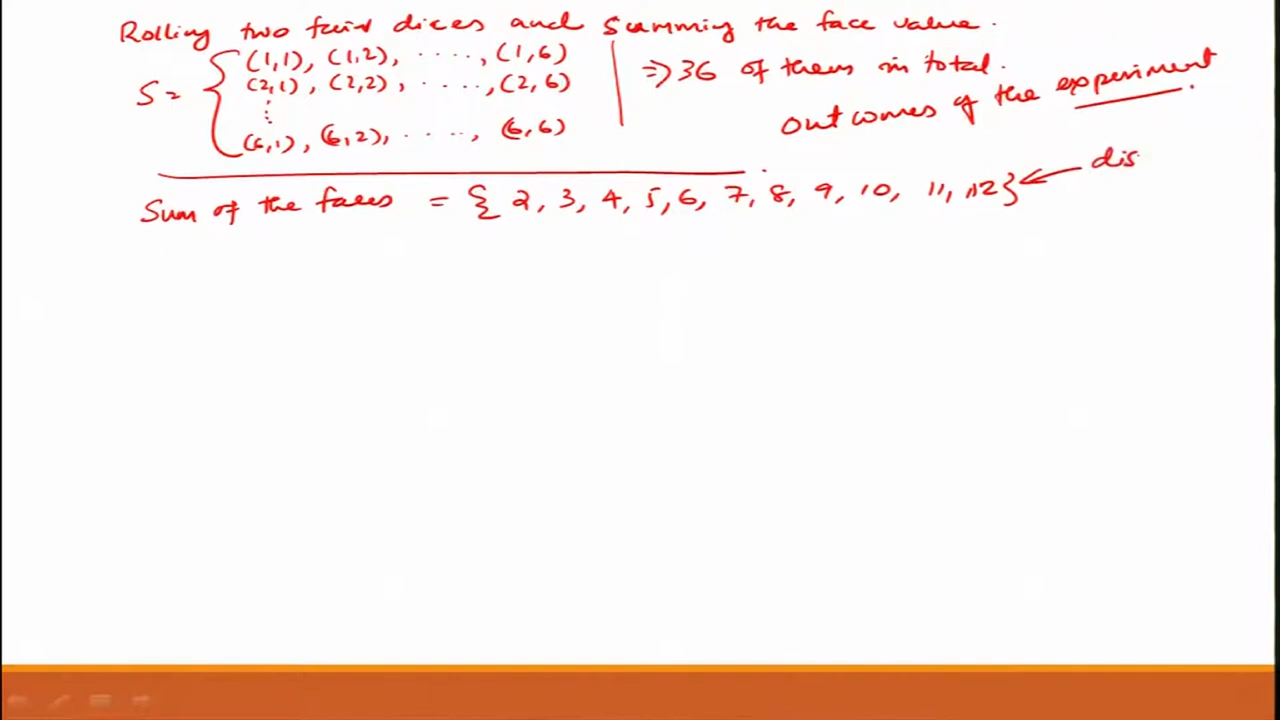 Rolling two fair dices and summing the face value.
S = { (1,1), (1,2), ....., (1,6)
(2,1), (2,2), ....., (2,6)
(6,1), (6,2), ....., (6,6)
⇒ 36 of them in total.
outcomes of the experiment.
Sum of the faces = { 2, 3, 4, 5, 6, 7, 8, 9, 10, 11, 12 } ← dis